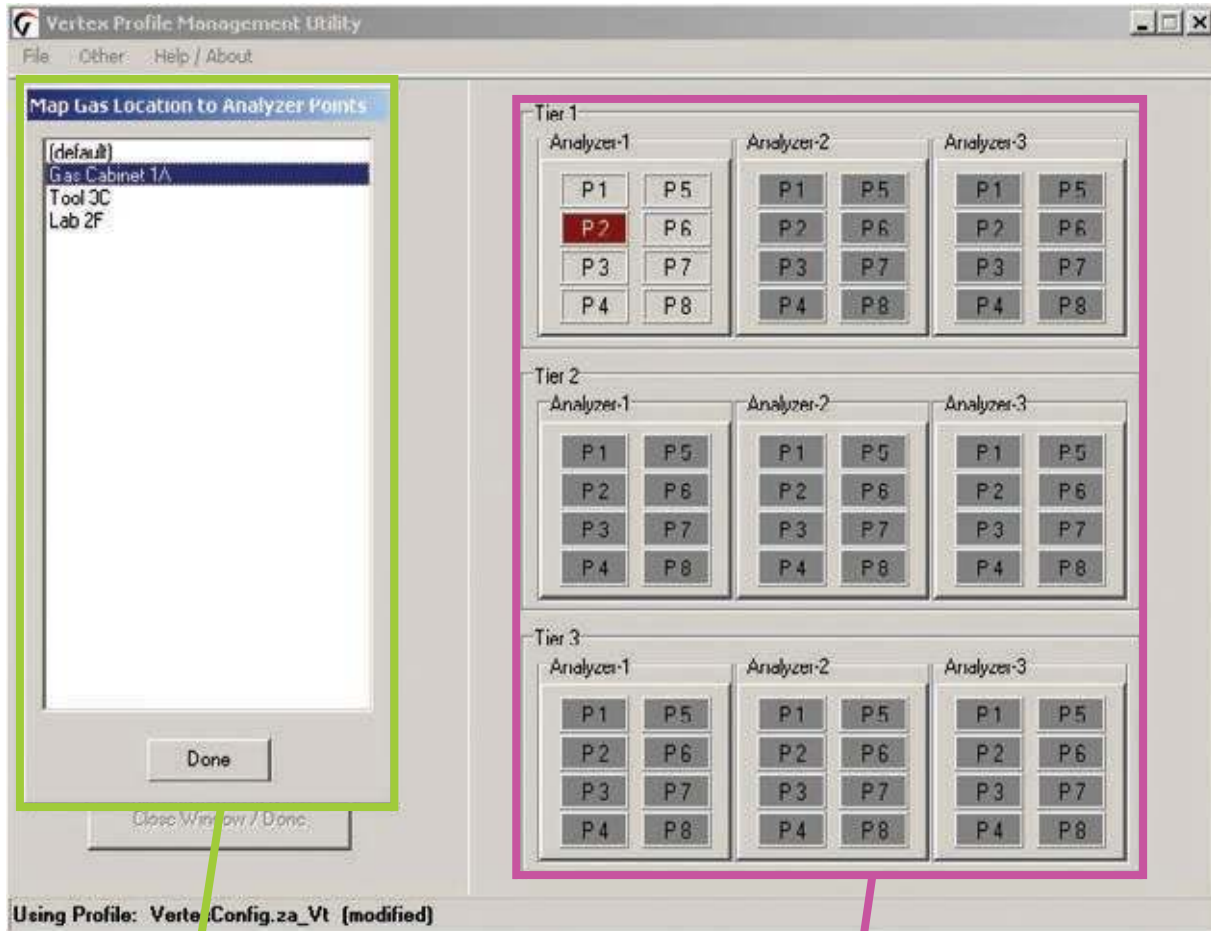 Vertex Profile Management Utility
File Other Help / About
Map Gas Location to Analyzer Points
(default)
Gas Cabinet 1A
Tool 3C
Lab 2F
Done
Close Window / Done
Tier 1
Analyzer-1 Analyzer-2 Analyzer-3
P1 P5 P1 P5 P1 P5
P2 P6 P2 P6 P2 P6
P3 P7 P3 P7 P3 P7
P4 P8 P4 P8 P4 P8
Tier 2
Analyzer-1 Analyzer-2 Analyzer-3
P1 P5 P1 P5 P1 P5
P2 P6 P2 P6 P2 P6
P3 P7 P3 P7 P3 P7
P4 P8 P4 P8 P4 P8
Tier 3
Analyzer-1 Analyzer-2 Analyzer-3
P1 P5 P1 P5 P1 P5
P2 P6 P2 P6 P2 P6
P3 P7 P3 P7 P3 P7
P4 P8 P4 P8 P4 P8
Using Profile: VertexConfig.za_Vt (modified)